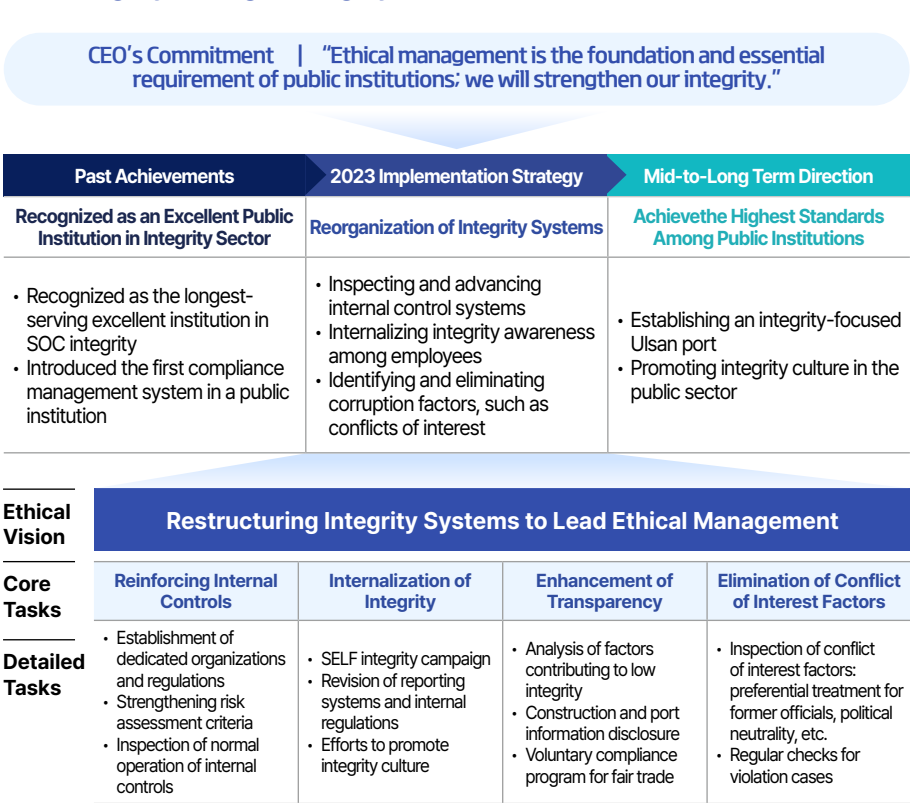 CEO's Commitment | “Ethical management is the foundation and essential
requirement of public institutions; we will strengthen our integrity.”
Past Achievements
2023 Implementation Strategy
Mid-to-Long Term Direction
Recognized as an Excellent Public
Institution in Integrity Sector
Reorganization of Integrity Systems
Achievethe Highest Standards
Among Public Institutions
• Recognized as the longest-
serving excellent institution in
SOC integrity
• Introduced the first compliance
management system in a public
institution
• Inspecting and advancing
internal control systems
• Internalizing integrity awareness
among employees
• Identifying and eliminating
corruption factors, such as
conflicts of interest
• Establishing an integrity-focused
Ulsan port
• Promoting integrity culture in the
public sector
Ethical
Vision
Restructuring Integrity Systems to Lead Ethical Management
Core
Tasks
Reinforcing Internal
Controls
Internalization of
Integrity
Enhancement of
Transparency
Elimination of Conflict
of Interest Factors
Detailed
Tasks
• Establishment of
dedicated organizations
and regulations
• Strengthening risk
assessment criteria
• Inspection of normal
operation of internal
controls
• SELF integrity campaign
• Revision of reporting
systems and internal
regulations
• Efforts to promote
integrity culture
• Analysis of factors
contributing to low
integrity
• Construction and port
information disclosure
• Voluntary compliance
program for fair trade
• Inspection of conflict
of interest factors:
preferential treatment for
former officials, political
neutrality, etc.
• Regular checks for
violation cases